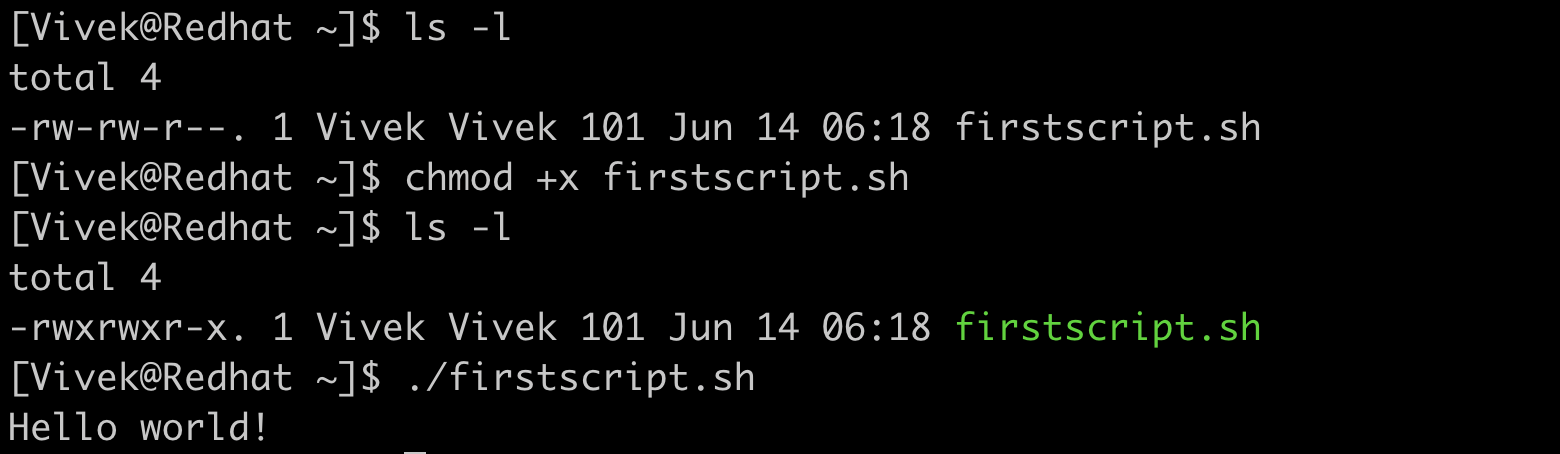 [Vivek@Redhat ~]$ ls -l
total 4
-rw-rw-r--. 1 Vivek Vivek 101 Jun 14 06:18 firstscript.sh
[Vivek@Redhat ~]$ chmod +x firstscript.sh
[Vivek@Redhat ~]$ ls -l
total 4
-rwxrwxr-x. 1 Vivek Vivek 101 Jun 14 06:18 firstscript.sh
[Vivek@Redhat ~]$ ./firstscript.sh
Hello world!